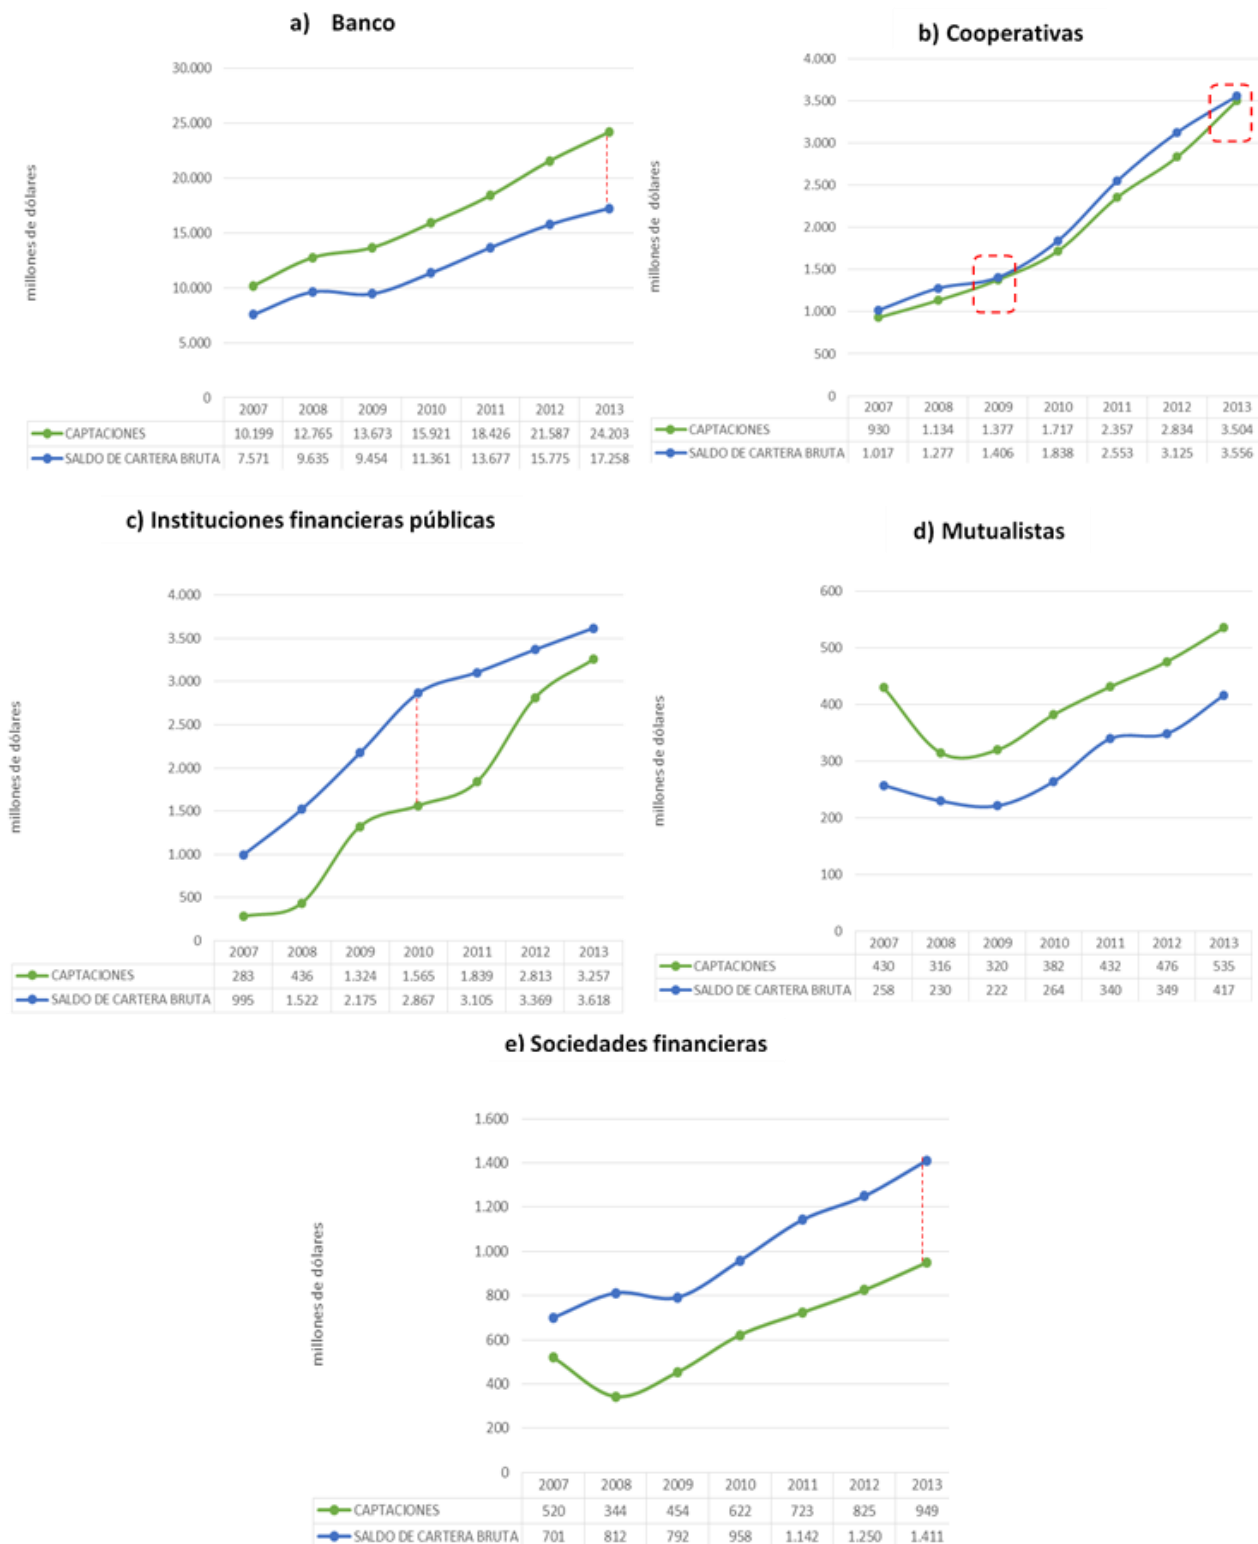 a) Banco
30.000
25.000
20.000
15.000
10.000
5.000
0
millones de dólares
2007 2008 2009 2010 2011 2012 2013
CAPTACIONES 10.199 12.765 13.673 15.921 18.426 21.587 24.203
SALDO DE CARTERA BRUTA 7.571 9.635 9.454 11.361 13.677 15.775 17.258
b) Cooperativas
4.000
3.500
3.000
2.500
2.000
1.500
1.000
500
0
millones de dólares
2007 2008 2009 2010 2011 2012 2013
CAPTACIONES 930 1.134 1.377 1.717 2.357 2.834 3.504
SALDO DE CARTERA BRUTA 1.017 1.277 1.406 1.838 2.553 3.125 3.556
c) Instituciones financieras públicas
4.000
3.500
3.000
2.500
2.000
1.500
1.000
500
0
millones de dólares
2007 2008 2009 2010 2011 2012 2013
CAPTACIONES 283 436 1.324 1.565 1.839 2.813 3.257
SALDO DE CARTERA BRUTA 995 1.522 2.175 2.867 3.105 3.369 3.618
d) Mutualistas
600
500
400
300
200
100
0
millones de dólares
2007 2008 2009 2010 2011 2012 2013
CAPTACIONES 430 316 320 382 432 476 535
SALDO DE CARTERA BRUTA 258 230 222 264 340 349 417
e) Sociedades financieras
1.600
1.400
1.200
1.000
800
600
400
200
0
millones de dólares
2007 2008 2009 2010 2011 2012 2013
CAPTACIONES 520 344 454 622 723 825 949
SALDO DE CARTERA BRUTA 701 812 792 958 1.142 1.250 1.411